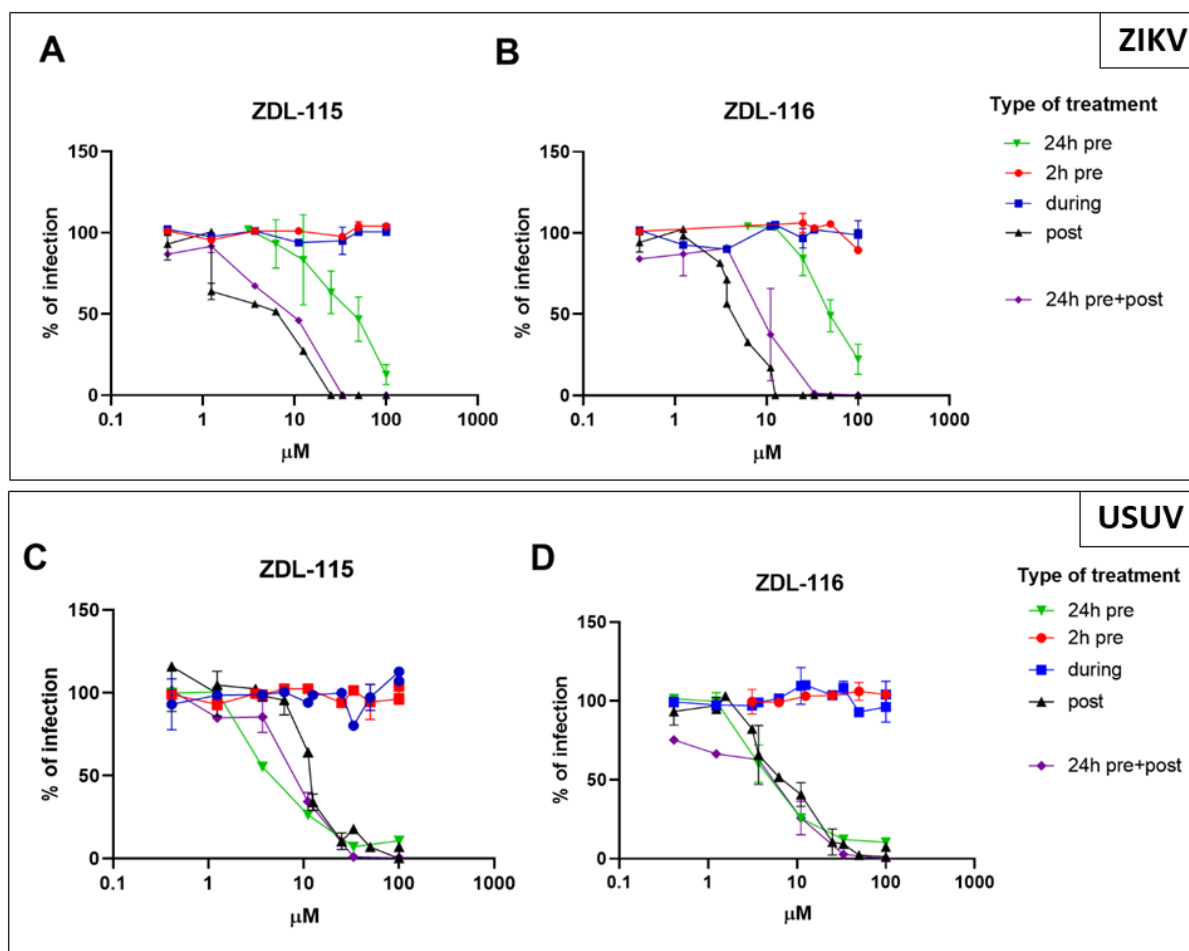 ZIKV
A
B
ZDL-115
ZDL-116
Type of treatment
24h pre
2h pre
during
post
24h pre+post
% of infection
150
100
50
0
0.1
1
10
100
1000
μM
% of infection
150
100
50
0
0.1
1
10
100
1000
μM
USUV
C
D
ZDL-115
ZDL-116
Type of treatment
24h pre
2h pre
during
post
24h pre+post
% of infection
150
100
50
0
0.1
1
10
100
1000
μM
% of infection
150
100
50
0
0.1
1
10
100
1000
μM